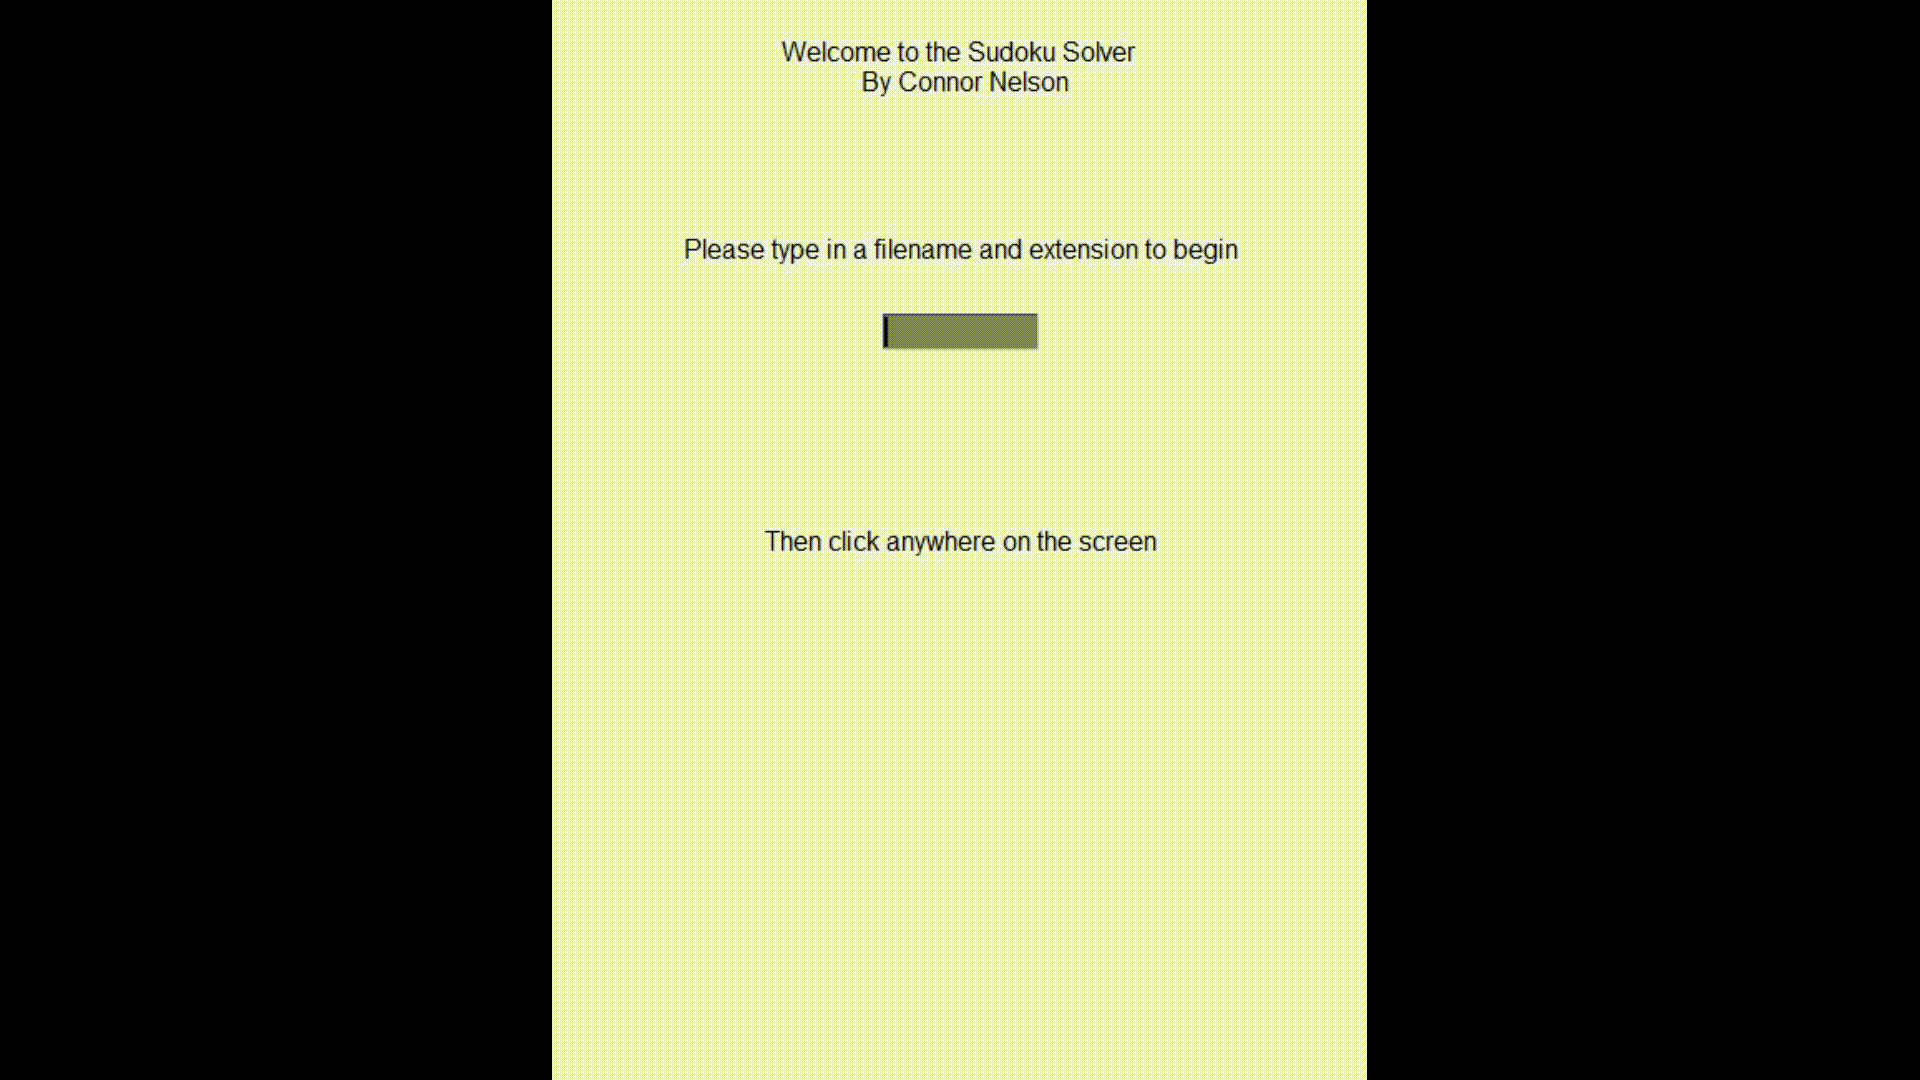 Welcome to the Sudoku Solver
By Connor Nelson
Please type in a filename and extension to begin
Then click anywhere on the screen